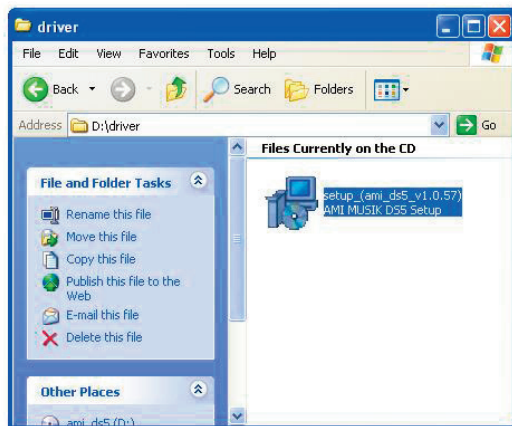 driver
File Edit View Favorites Tools Help
Back Search Folders
Address D:\driver Go
Files Currently on the CD
File and Folder Tasks
Rename this file
Move this file
Copy this file
Publish this file to the
Web
E-mail this file
Delete this file
setup_(ami_ds5_v1.0.57)
AMI MUSIK DS5 Setup
Other Places
ami_ds5 (D:)